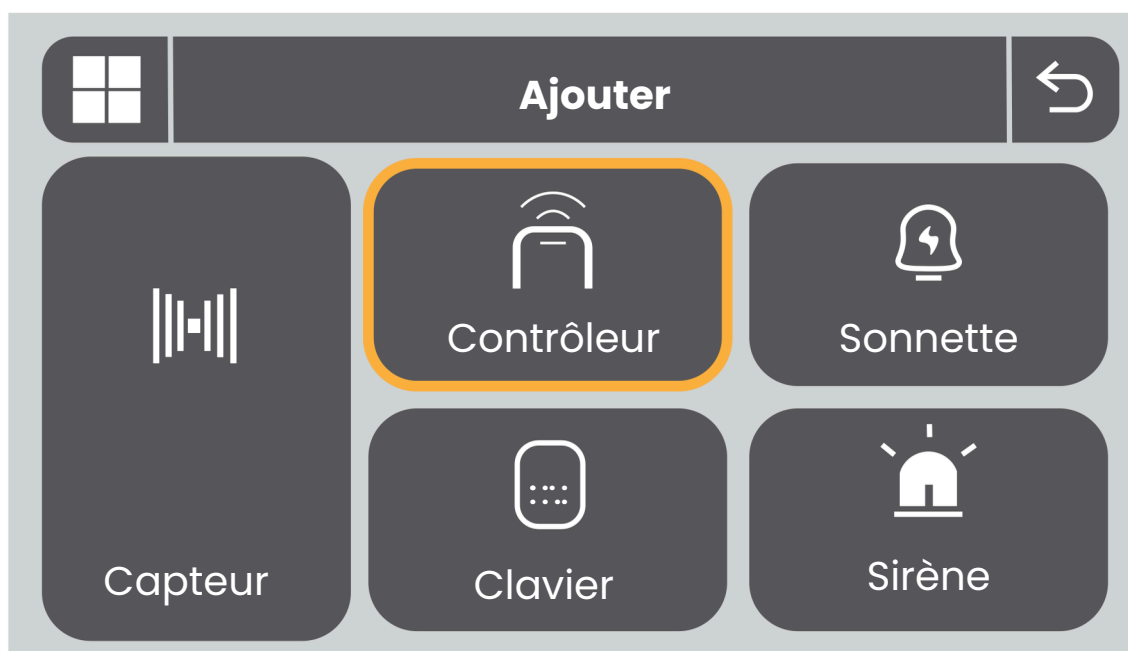 Ajouter
Contrôleur
Sonnette
Capteur
Clavier
Sirène